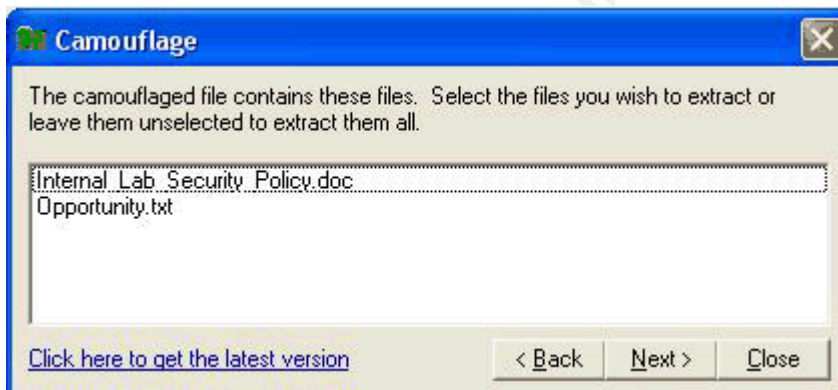 Camouflage
The camouflaged file contains these files. Select the files you wish to extract or
leave them unselected to extract them all.
Internal_Lab_Security_Policy.doc
Opportunity.txt
Click here to get the latest version
< Back
Next >
Close